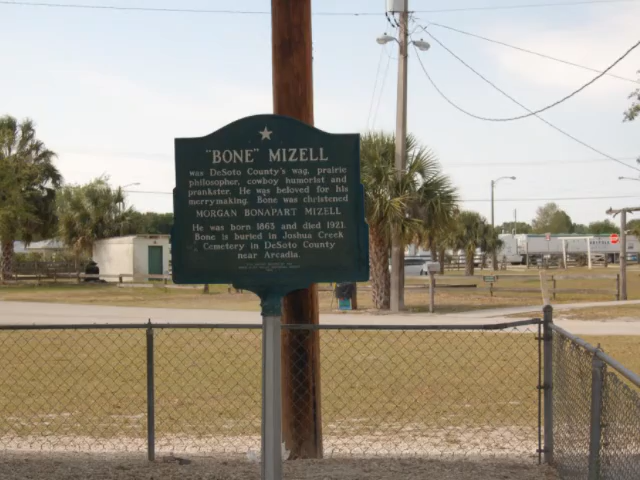 "BONE" MIZELL
was DeSoto County's wag, prairie
philosopher, cowboy humorist and
prankster. He was beloved for his
merrymaking. Bone was christened
MORGAN BONAPART MIZELL
He was born 1863 and died 1921.
Bone is buried in Joshua Creek
Cemetery in DeSoto County
near Arcadia.